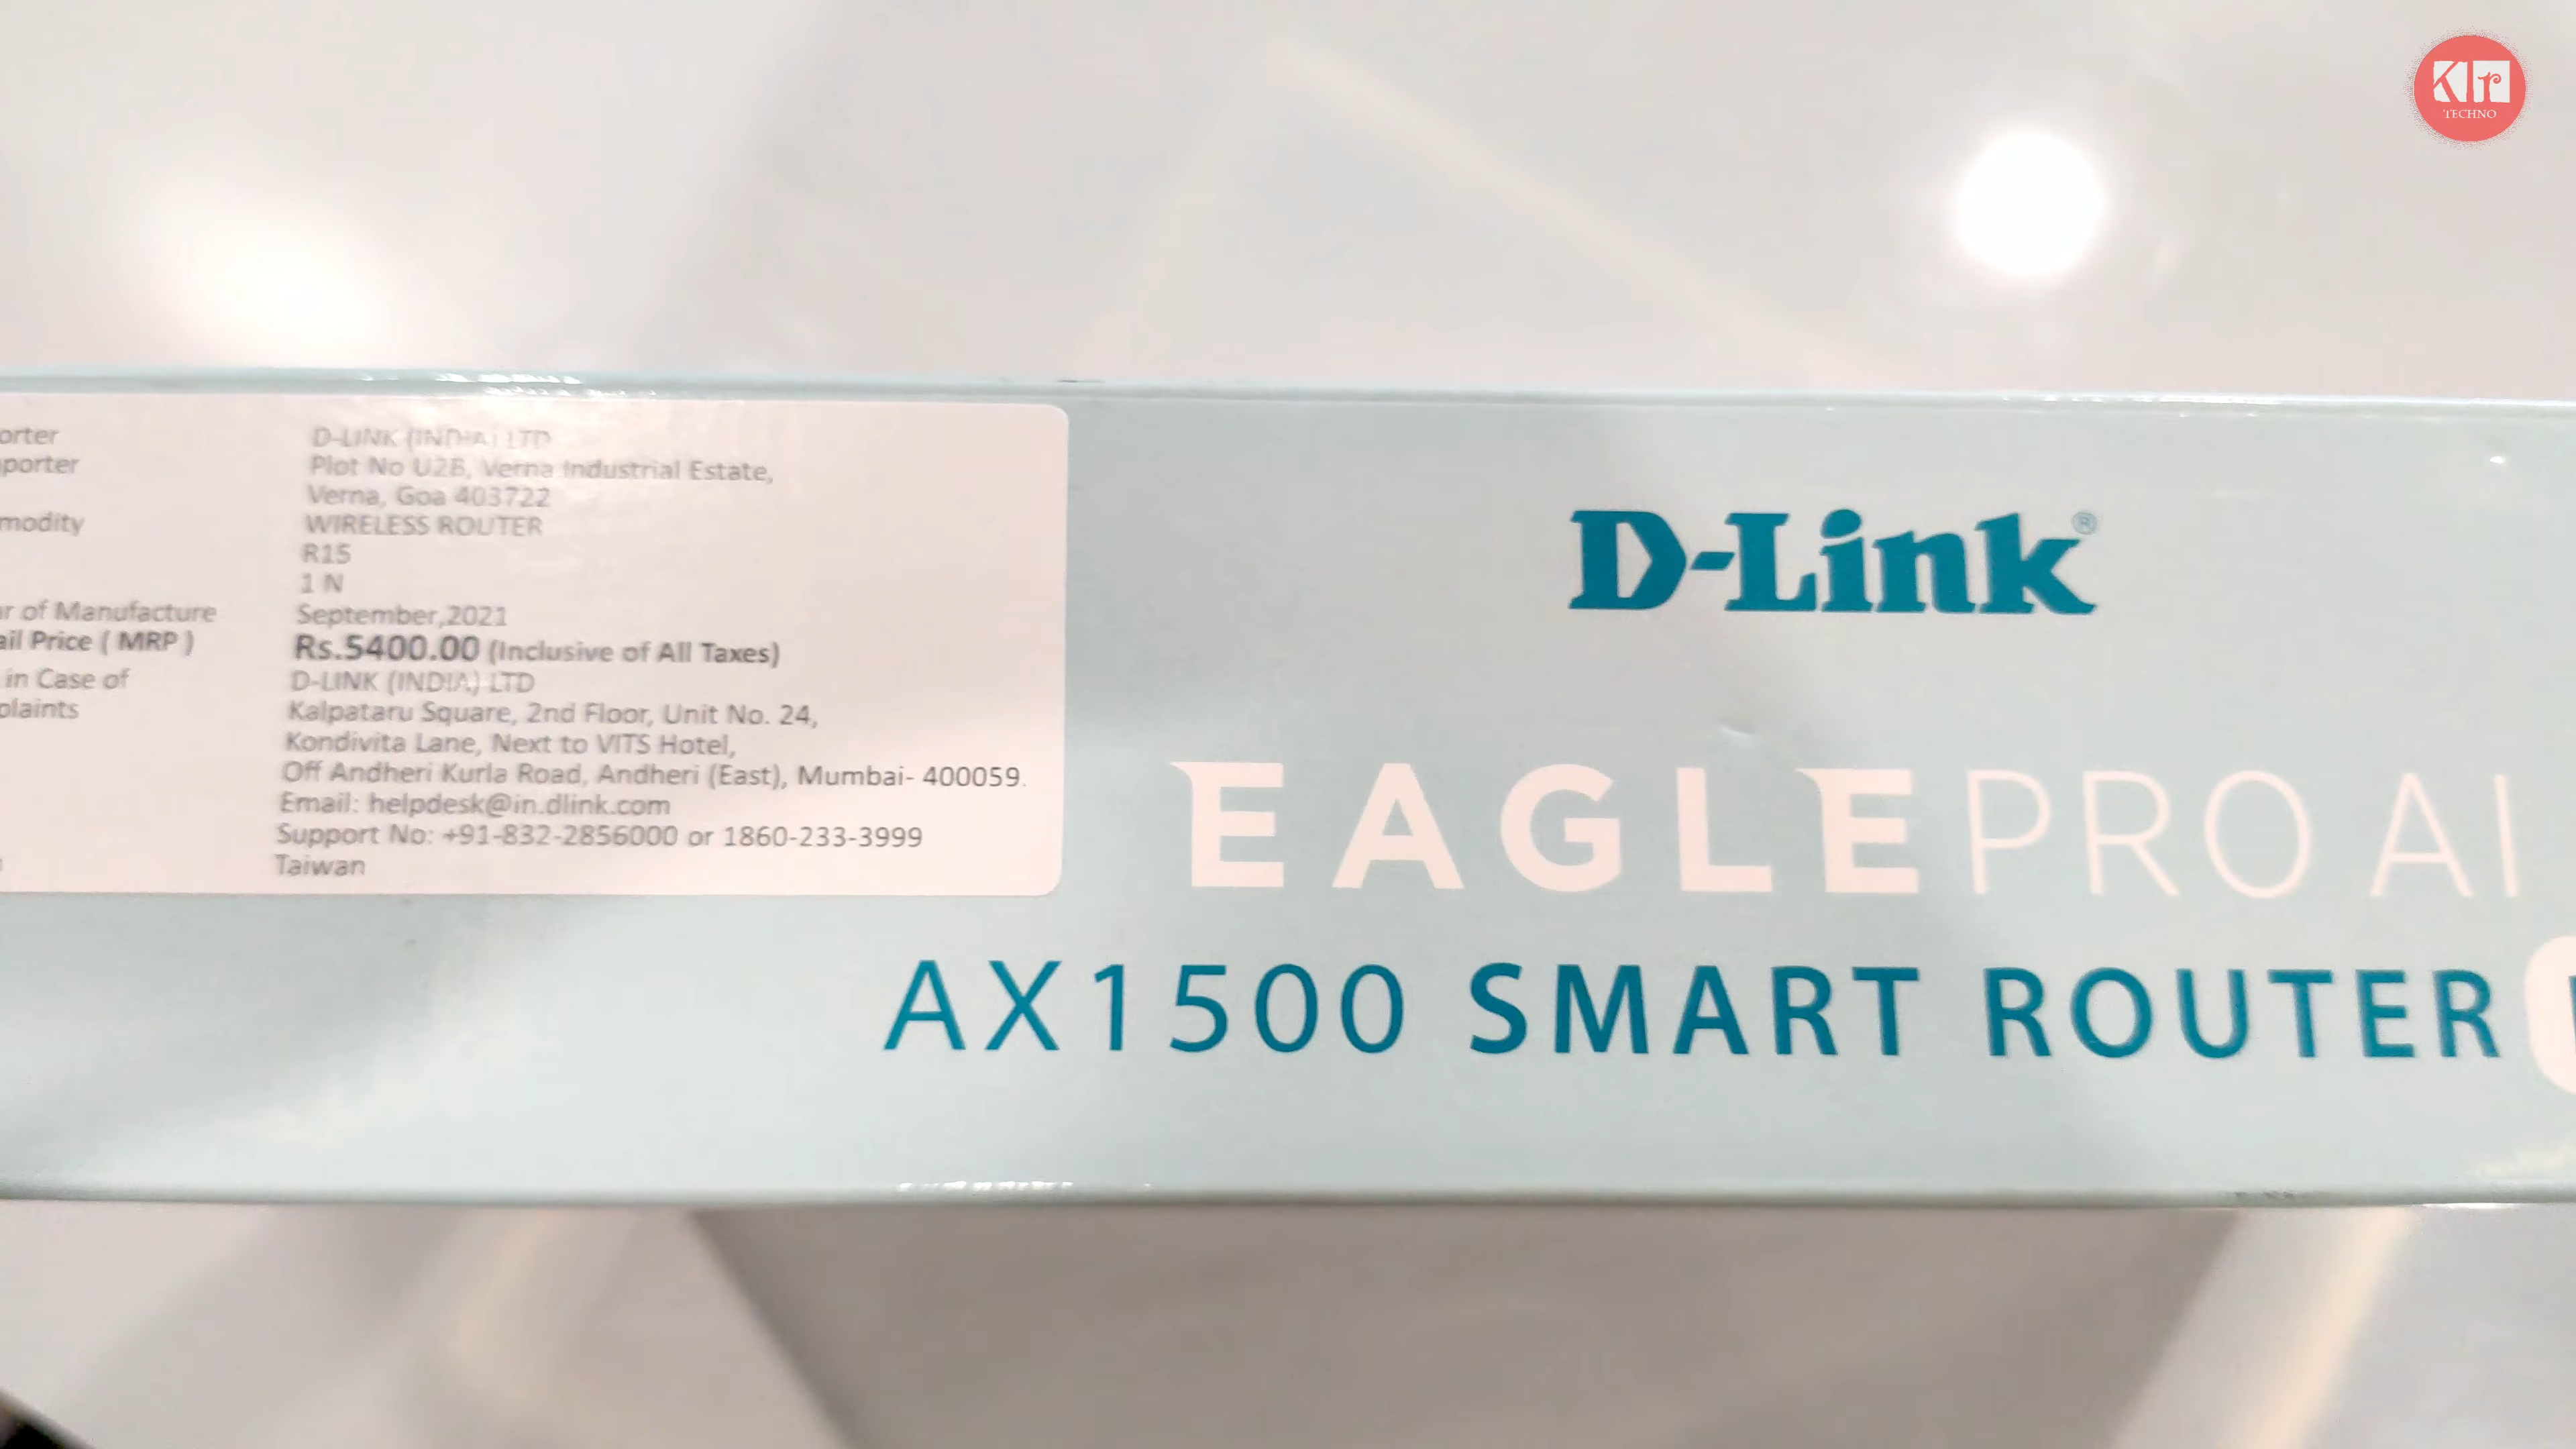 KTr
TECHNO
orter D-LINK (INDIA) LTD
porter Plot No U2B, Verna Industrial Estate,
Verna, Goa 403722
modity WIRELESS ROUTER
R15
1 N
r of Manufacture September,2021
ail Price ( MRP ) Rs.5400.00 (Inclusive of All Taxes)
in Case of D-LINK (INDIA) LTD
plaints Kalpataru Square, 2nd Floor, Unit No. 24,
Kondivita Lane, Next to VITS Hotel,
Off Andheri Kurla Road, Andheri (East), Mumbai- 400059.
Email: helpdesk@in.dlink.com
Support No: +91-832-2856000 or 1860-233-3999
Taiwan
D-Link®
EAGLE PRO AI
AX1500 SMART ROUTER